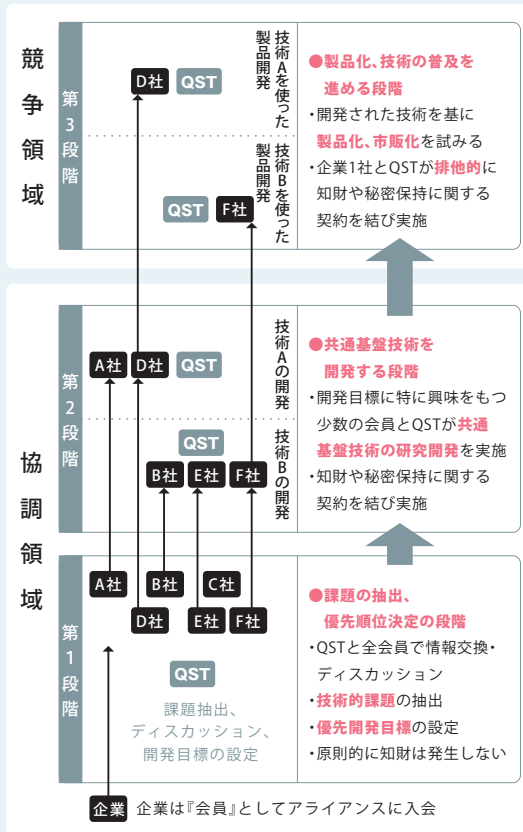 競争領域
第3段階
技術Aを使った
製品開発
D社
QST
技術Bを使った
製品開発
QST
F社
●製品化、技術の普及を
進める段階
・開発された技術を基に
製品化、市販化を試みる
・企業1社とQSTが排他的に
知財や秘密保持に関する
契約を結び実施
協調領域
第2段階
技術Aの開発
A社
D社
QST
技術Bの開発
QST
B社
E社
F社
●共通基盤技術を
開発する段階
・開発目標に特に興味をもつ
少数の会員とQSTが共通
基盤技術の研究開発を実施
・知財や秘密保持に関する
契約を結び実施
第1段階
A社
B社
C社
D社
E社
F社
QST
課題抽出、
ディスカッション、
開発目標の設定
●課題の抽出、
優先順位決定の段階
・QSTと全会員で情報交換・
ディスカッション
・技術的課題の抽出
・優先開発目標の設定
・原則的に知財は発生しない
企業 企業は『会員』としてアライアンスに入会